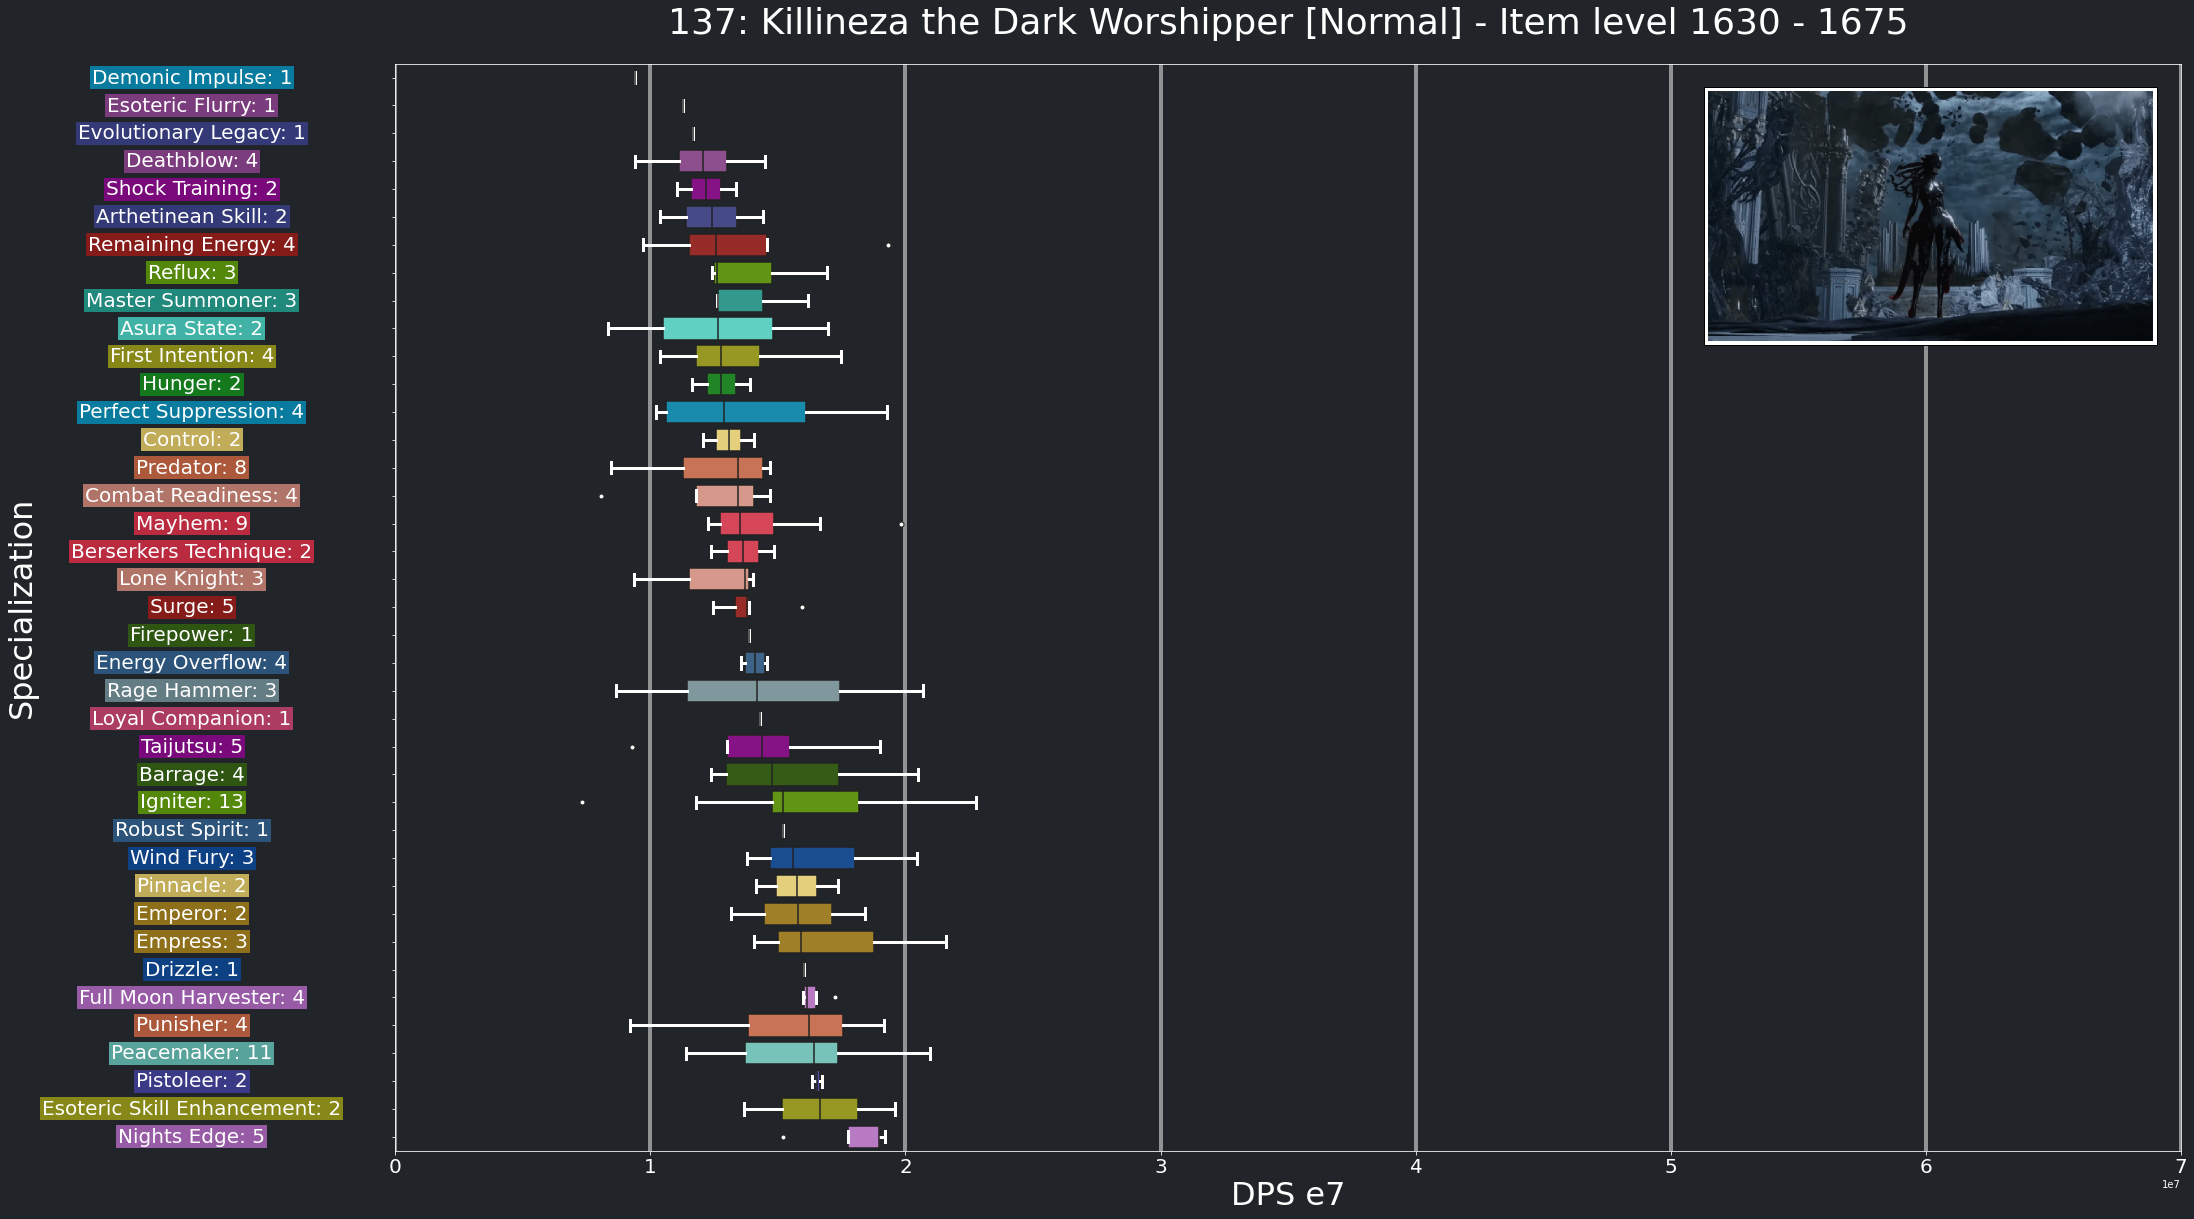 137: Killineza the Dark Worshipper [Normal] - Item level 1630 - 1675
Specialization
Demonic Impulse: 1
Esoteric Flurry: 1
Evolutionary Legacy: 1
Deathblow: 4
Shock Training: 2
Arthetinean Skill: 2
Remaining Energy: 4
Reflux: 3
Master Summoner: 3
Asura State: 2
First Intention: 4
Hunger: 2
Perfect Suppression: 4
Control: 2
Predator: 8
Combat Readiness: 4
Mayhem: 9
Berserkers Technique: 2
Lone Knight: 3
Surge: 5
Firepower: 1
Energy Overflow: 4
Rage Hammer: 3
Loyal Companion: 1
Taijutsu: 5
Barrage: 4
Igniter: 13
Robust Spirit: 1
Wind Fury: 3
Pinnacle: 2
Emperor: 2
Empress: 3
Drizzle: 1
Full Moon Harvester: 4
Punisher: 4
Peacemaker: 11
Pistoleer: 2
Esoteric Skill Enhancement: 2
Nights Edge: 5
0 1 2 3 4 5 6 7
1e7
DPS e7